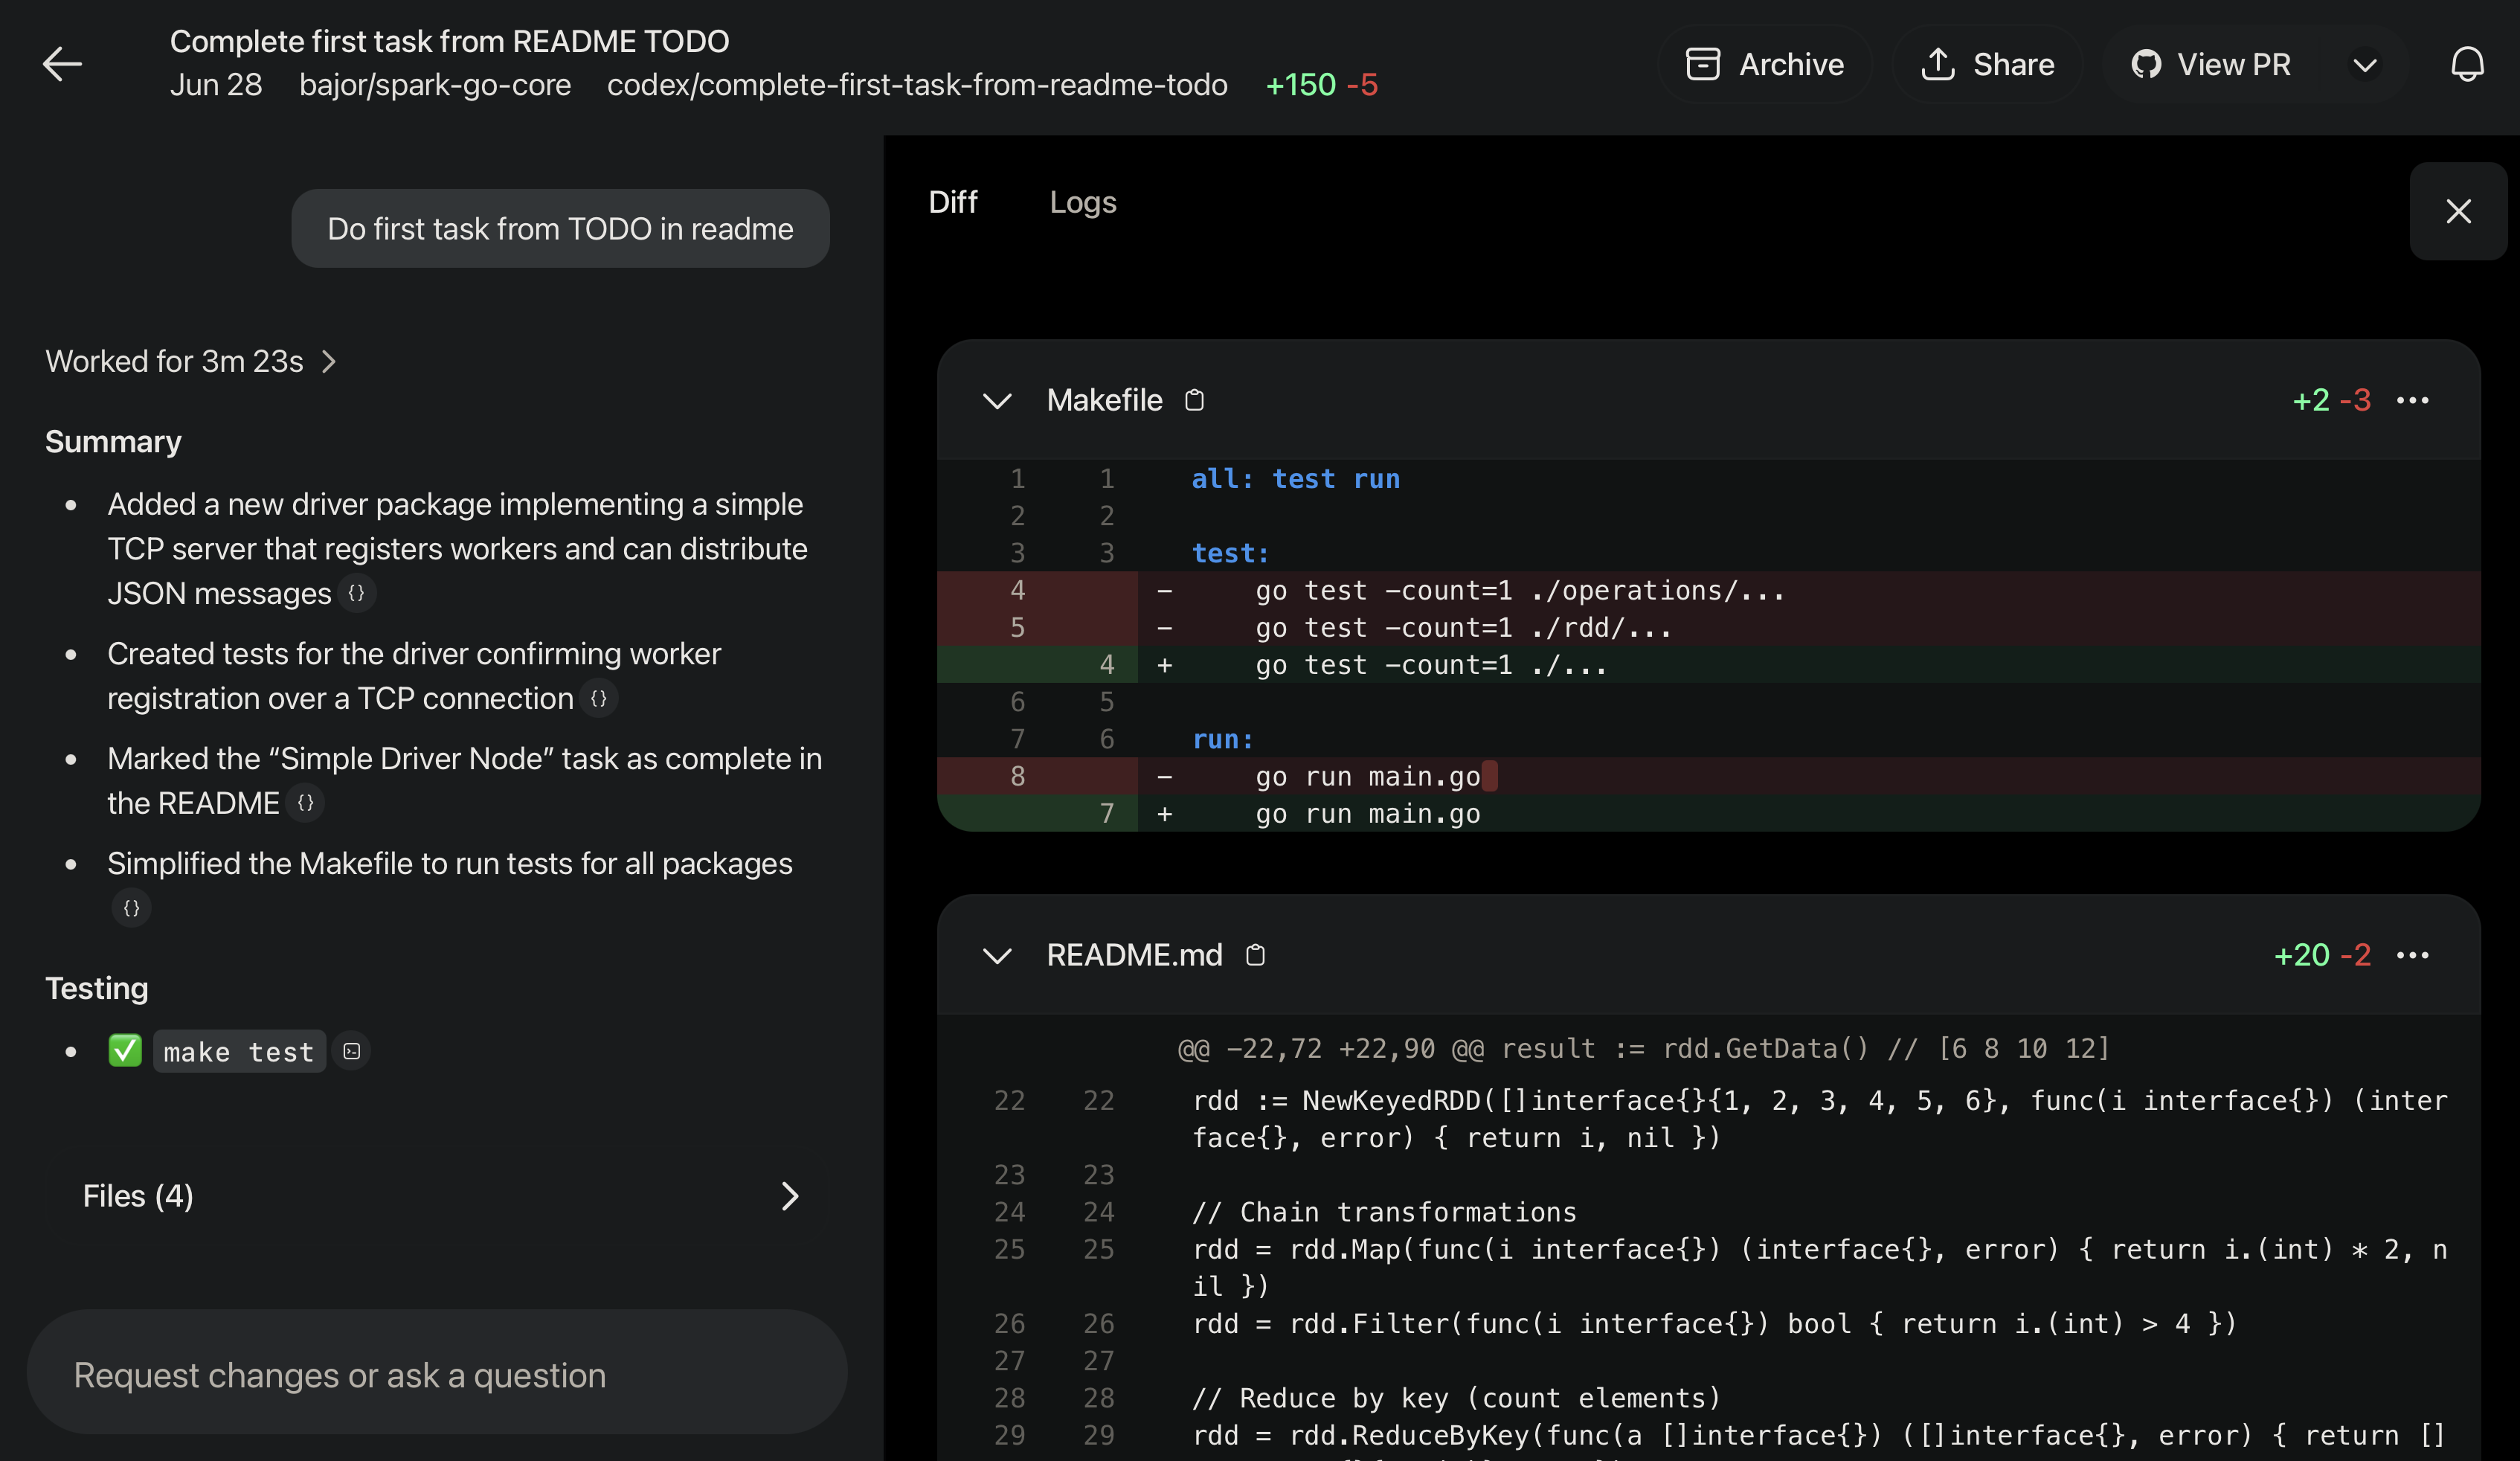 Complete first task from README TODO
Jun 28 bajor/spark-go-core codex/complete-first-task-from-readme-todo +150 -5
Archive
Share
View PR
Do first task from TODO in readme
Worked for 3m 23s
Summary
• Added a new driver package implementing a simple
TCP server that registers workers and can distribute
JSON messages {}
• Created tests for the driver confirming worker
registration over a TCP connection {}
• Marked the “Simple Driver Node” task as complete in
the README {}
• Simplified the Makefile to run tests for all packages
{}
Testing
• ✅ make test
Files (4)
Request changes or ask a question
Diff Logs
Makefile +2 -3
1 1 all: test run
2 2
3 3 test:
4 - go test -count=1 ./operations/...
5 - go test -count=1 ./rdd/...
4 + go test -count=1 ./...
6 5
7 6 run:
8 - go run main.go
7 + go run main.go
README.md +20 -2
@@ -22,72 +22,90 @@ result := rdd.GetData() // [6 8 10 12]
22 22 rdd := NewKeyedRDD([]interface{}{1, 2, 3, 4, 5, 6}, func(i interface{}) (inter
face{}, error) { return i, nil })
23 23
24 24 // Chain transformations
25 25 rdd = rdd.Map(func(i interface{}) (interface{}, error) { return i.(int) * 2, n
il })
26 26 rdd = rdd.Filter(func(i interface{}) bool { return i.(int) > 4 })
27 27
28 28 // Reduce by key (count elements)
29 29 rdd = rdd.ReduceByKey(func(a []interface{}) ([]interface{}, error) { return []